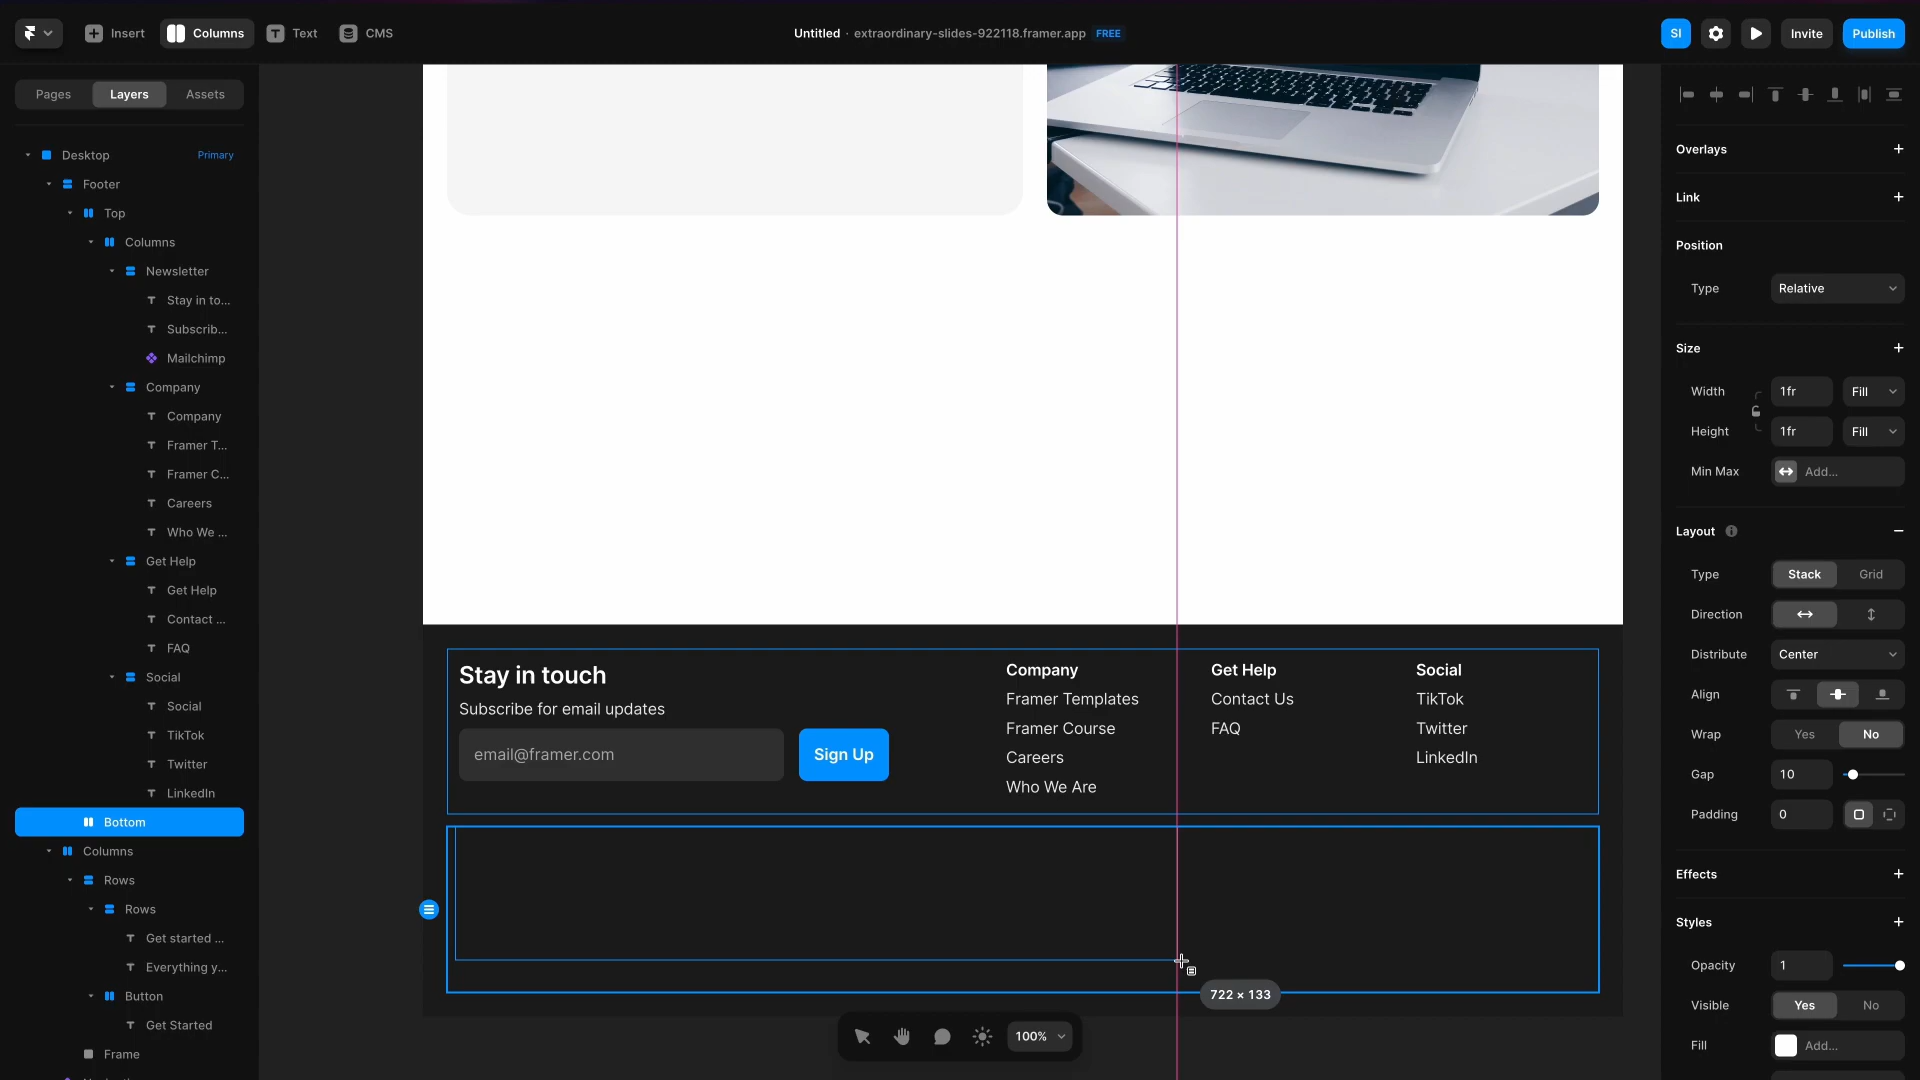 Insert
Columns
Text
CMS
Untitled · extraordinary-slides-922118.framer.app FREE
SI
Invite
Publish
Pages
Layers
Assets
Desktop
Primary
Footer
Top
Columns
Newsletter
Stay in to...
Subscrib...
Mailchimp
Company
Company
Framer T...
Framer C...
Careers
Who We ...
Get Help
Get Help
Contact ...
FAQ
Social
Social
TikTok
Twitter
LinkedIn
Bottom
Columns
Rows
Rows
Get started ...
Everything y...
Button
Get Started
Frame
Stay in touch
Subscribe for email updates
email@framer.com
Sign Up
Company
Framer Templates
Framer Course
Careers
Who We Are
Get Help
Contact Us
FAQ
Social
TikTok
Twitter
LinkedIn
722 × 133
100%
Overlays
Link
Position
Type
Relative
Size
Width
1fr
Fill
Height
1fr
Fill
Min Max
Add...
Layout
Type
Stack
Grid
Direction
Distribute
Center
Align
Wrap
Yes
No
Gap
10
Padding
0
Effects
Styles
Opacity
1
Visible
Yes
No
Fill
Add...